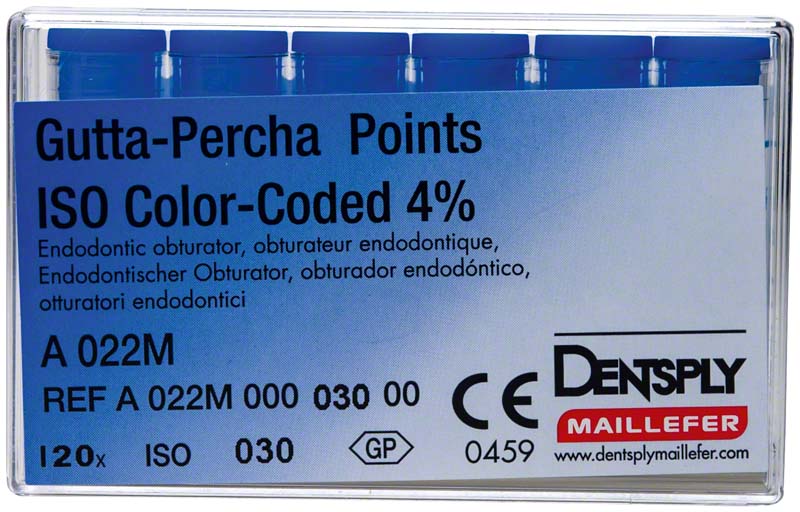 Gutta-Percha Points
ISO Color-Coded 4%
Endodontic obturator, obturateur endodontique,
Endodontischer Obturator, obturador endodóntico,
otturatori endodontici
A 022M
REF A 022M 000 030 00
120x ISO 030 GP
CE 0459
DENTSPLY
MAILLEFER
www.dentsplymaillefer.com